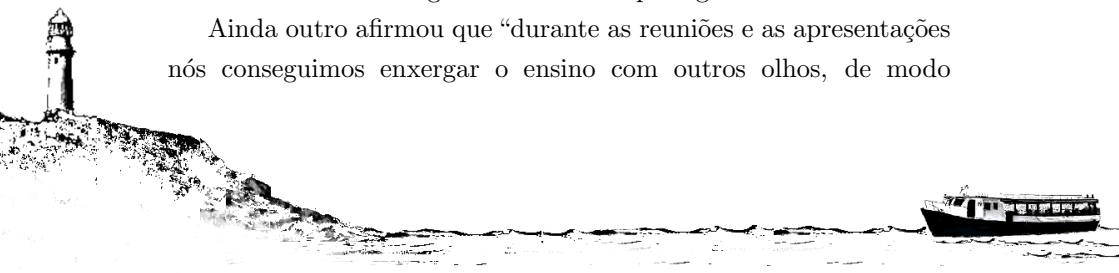 Ainda outro afirmou que “durante as reuniões e as apresentações
nós conseguimos enxergar o ensino com outros olhos, de modo